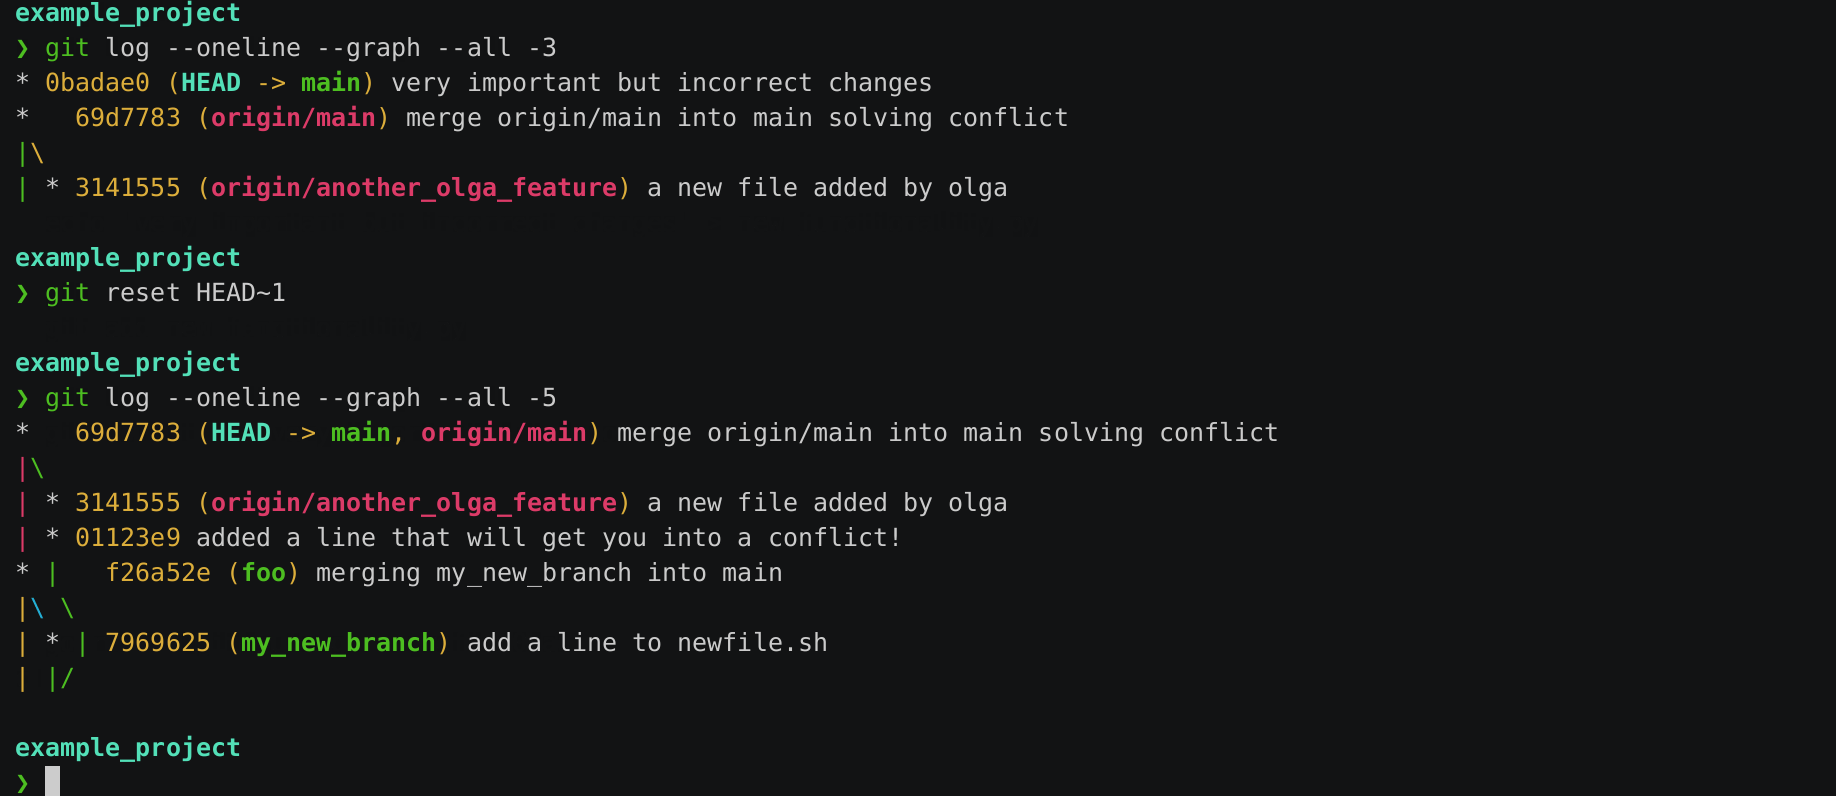 example_project
❯ git log --oneline --graph --all -3
* 0badae0 (HEAD -> main) very important but incorrect changes
*   69d7783 (origin/main) merge origin/main into main solving conflict
|\
| * 3141555 (origin/another_olga_feature) a new file added by olga
example_project
❯ git reset HEAD~1
example_project
❯ git log --oneline --graph --all -5
*   69d7783 (HEAD -> main, origin/main) merge origin/main into main solving conflict
|\
| * 3141555 (origin/another_olga_feature) a new file added by olga
| * 01123e9 added a line that will get you into a conflict!
* |   f26a52e (foo) merging my_new_branch into main
|\ \
| * | 7969625 (my_new_branch) add a line to newfile.sh
| |/
example_project
❯